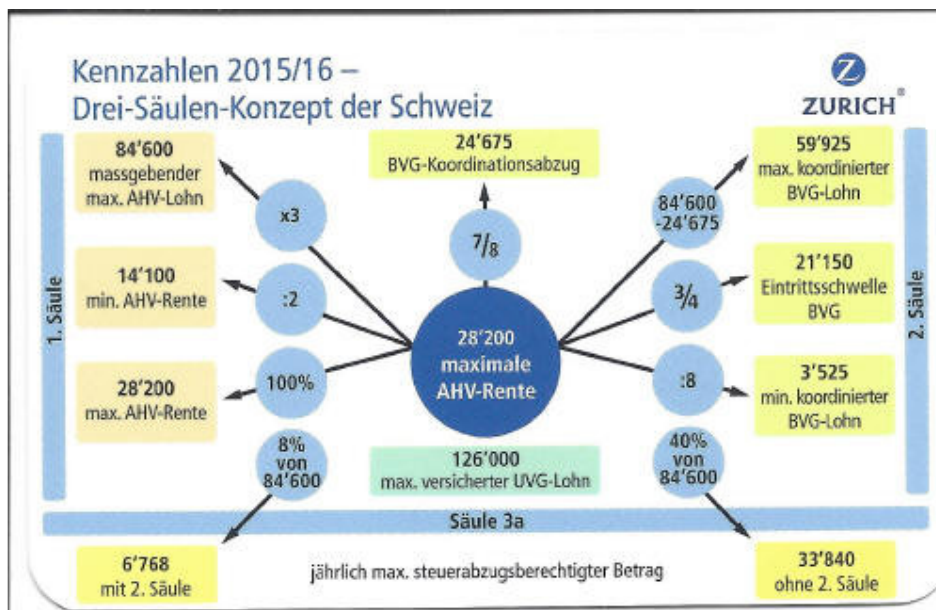 Kennzahlen 2015/16 –
Drei-Säulen-Konzept der Schweiz
Z
ZURICH®
1. Säule
84'600
massgebender
max. AHV-Lohn
x3
14'100
min. AHV-Rente
:2
28'200
max. AHV-Rente
100%
8%
von
84'600
24'675
BVG-Koordinationsabzug
7/8
28'200
maximale
AHV-Rente
126'000
max. versicherter UVG-Lohn
84'600
-24'675
59'925
max. koordinierter
BVG-Lohn
3/4
21'150
Eintrittsschwelle
BVG
:8
3'525
min. koordinierter
BVG-Lohn
40%
von
84'600
2. Säule
Säule 3a
6'768
mit 2. Säule
jährlich max. steuerabzugsberechtigter Betrag
33'840
ohne 2. Säule